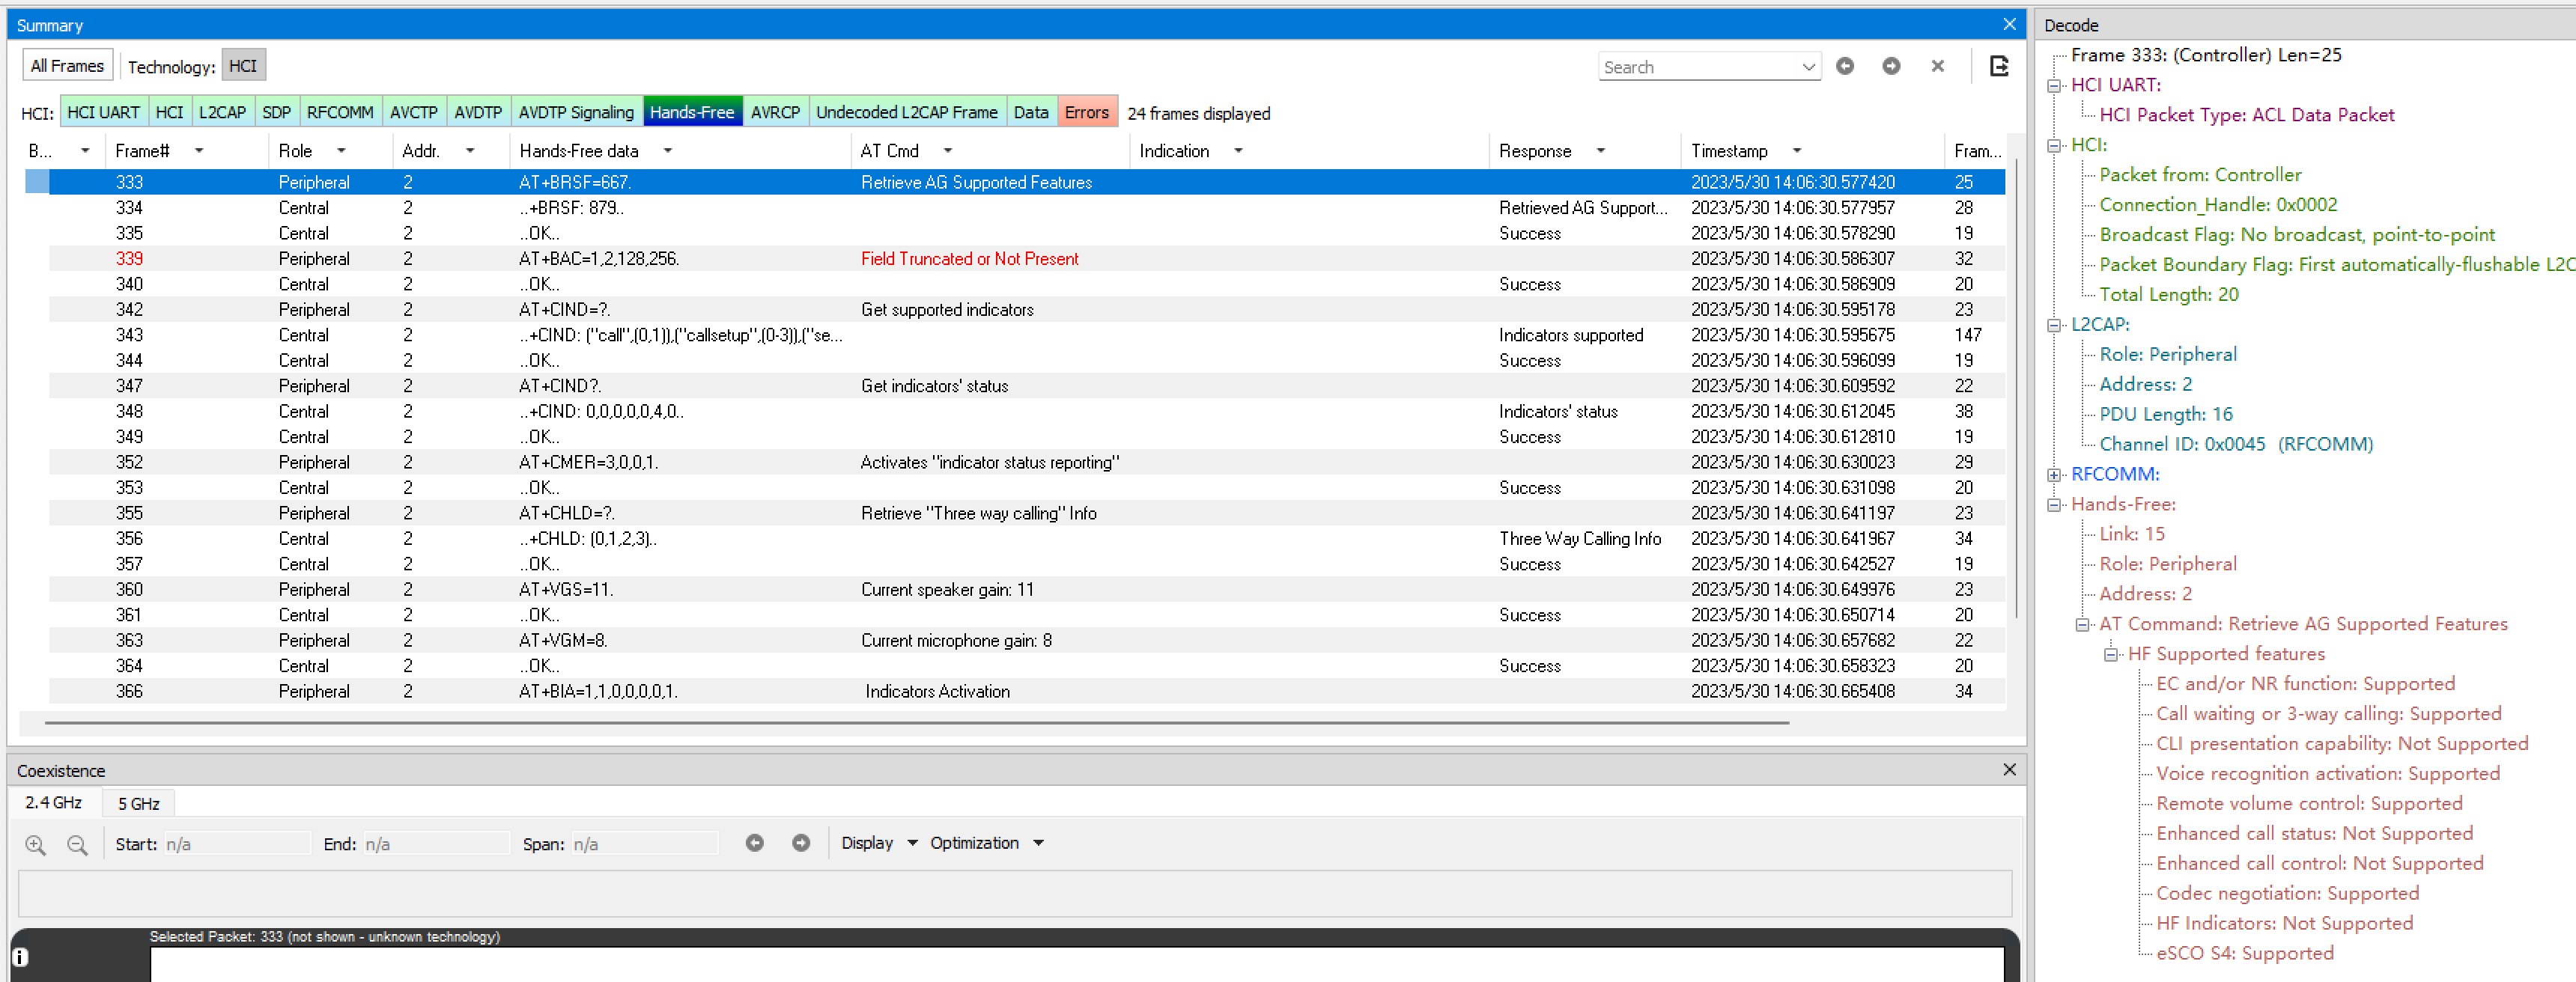 Summary
All Frames Technology: HCI Search
HCI: HCI UART HCI L2CAP SDP RFCOMM AVCTP AVDTP AVDTP Signaling Hands-Free AVRCP Undecoded L2CAP Frame Data Errors 24 frames displayed
B... Frame# Role Addr. Hands-Free data AT Cmd Indication Response Timestamp Fram...
333 Peripheral 2 AT+BRSF=667. Retrieve AG Supported Features 2023/5/30 14:06:30.577420 25
334 Central 2 ..+BRSF: 879.. Retrieved AG Support... 2023/5/30 14:06:30.577957 28
335 Central 2 ..OK.. Success 2023/5/30 14:06:30.578290 19
339 Peripheral 2 AT+BAC=1,2,128,256. Field Truncated or Not Present 2023/5/30 14:06:30.586307 32
340 Central 2 ..OK.. Success 2023/5/30 14:06:30.586909 20
342 Peripheral 2 AT+CIND=?. Get supported indicators 2023/5/30 14:06:30.595178 23
343 Central 2 ..+CIND: ("call",(0,1)),("callsetup",(0-3)),("se... Indicators supported 2023/5/30 14:06:30.595675 147
344 Central 2 ..OK.. Success 2023/5/30 14:06:30.596099 19
347 Peripheral 2 AT+CIND?. Get indicators' status 2023/5/30 14:06:30.609592 22
348 Central 2 ..+CIND: 0,0,0,0,0,4,0.. Indicators' status 2023/5/30 14:06:30.612045 38
349 Central 2 ..OK.. Success 2023/5/30 14:06:30.612810 19
352 Peripheral 2 AT+CMER=3,0,0,1. Activates "indicator status reporting" 2023/5/30 14:06:30.630023 29
353 Central 2 ..OK.. Success 2023/5/30 14:06:30.631098 20
355 Peripheral 2 AT+CHLD=?. Retrieve "Three way calling" Info 2023/5/30 14:06:30.641197 23
356 Central 2 ..+CHLD: (0,1,2,3).. Three Way Calling Info 2023/5/30 14:06:30.641967 34
357 Central 2 ..OK.. Success 2023/5/30 14:06:30.642527 19
360 Peripheral 2 AT+VGS=11. Current speaker gain: 11 2023/5/30 14:06:30.649976 23
361 Central 2 ..OK.. Success 2023/5/30 14:06:30.650714 20
363 Peripheral 2 AT+VGM=8. Current microphone gain: 8 2023/5/30 14:06:30.657682 22
364 Central 2 ..OK.. Success 2023/5/30 14:06:30.658323 20
366 Peripheral 2 AT+BIA=1,1,0,0,0,0,1. Indicators Activation 2023/5/30 14:06:30.665408 34
Coexistence
2.4 GHz 5 GHz
Start: n/a End: n/a Span: n/a Display Optimization
Selected Packet: 333 (not shown - unknown technology)
Decode
Frame 333: (Controller) Len=25
HCI UART:
HCI Packet Type: ACL Data Packet
HCI:
Packet from: Controller
Connection_Handle: 0x0002
Broadcast Flag: No broadcast, point-to-point
Packet Boundary Flag: First automatically-flushable L2C
Total Length: 20
L2CAP:
Role: Peripheral
Address: 2
PDU Length: 16
Channel ID: 0x0045 (RFCOMM)
RFCOMM:
Hands-Free:
Link: 15
Role: Peripheral
Address: 2
AT Command: Retrieve AG Supported Features
HF Supported features
EC and/or NR function: Supported
Call waiting or 3-way calling: Supported
CLI presentation capability: Not Supported
Voice recognition activation: Supported
Remote volume control: Supported
Enhanced call status: Not Supported
Enhanced call control: Not Supported
Codec negotiation: Supported
HF Indicators: Not Supported
eSCO S4: Supported